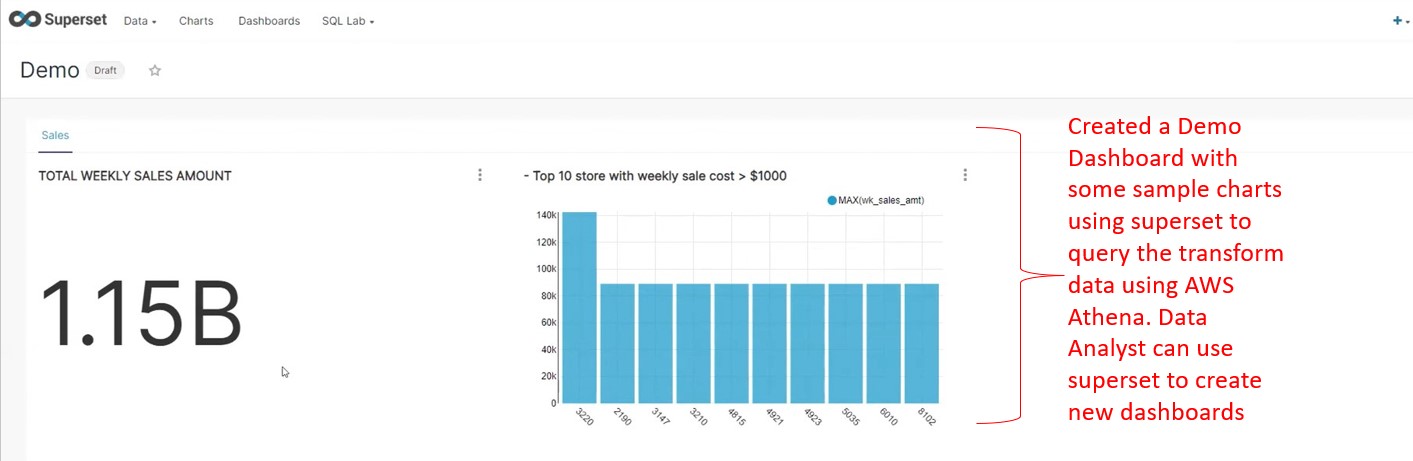 Superset Data Charts Dashboards SQL Lab
Demo Draft
Sales
TOTAL WEEKLY SALES AMOUNT
1.15B
- Top 10 store with weekly sale cost > $1000
MAX(wk_sales_amt)
140k
120k
100k
80k
60k
40k
20k
0
3220 2190 3147 3210 4815 4921 4923 5035 6010 8102
Created a Demo
Dashboard with
some sample charts
using superset to
query the transform
data using AWS
Athena. Data
Analyst can use
superset to create
new dashboards